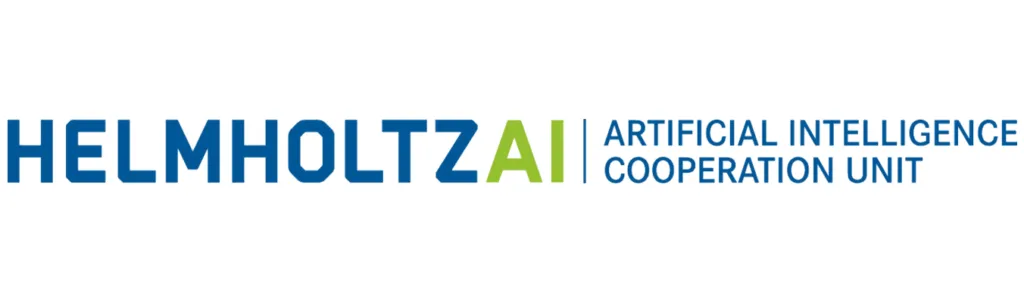 HELMHOLTZAI
ARTIFICIAL INTELLIGENCE
COOPERATION UNIT